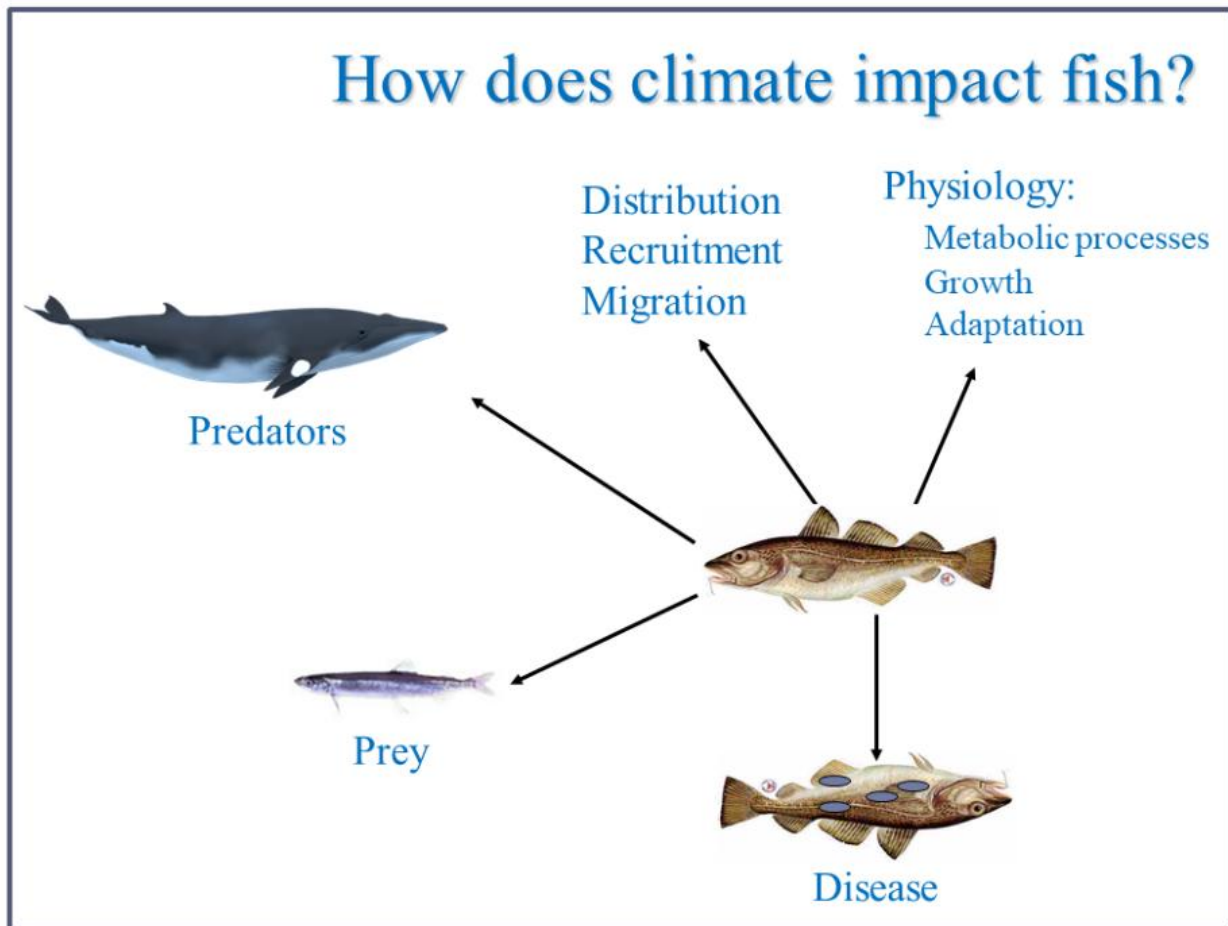 How does climate impact fish?
Distribution
Recruitment
Migration
Physiology:
Metabolic processes
Growth
Adaptation
Predators
Prey
Disease